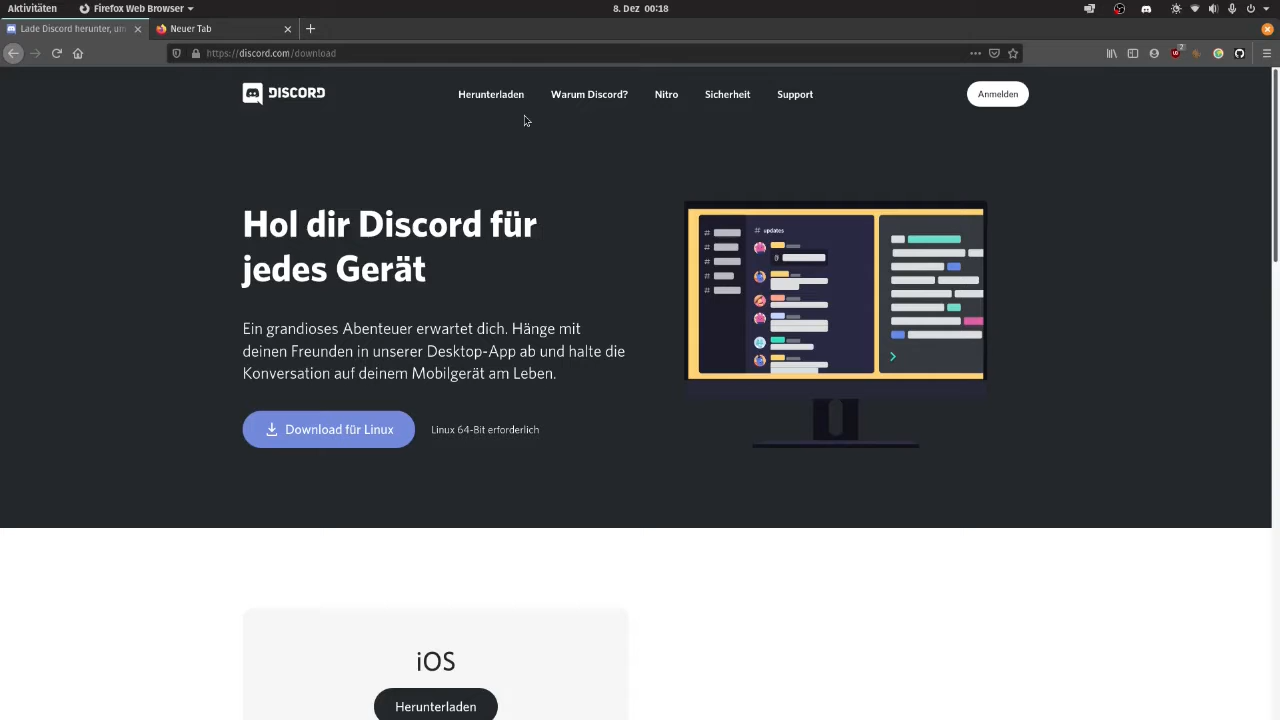 Aktivitäten
Firefox Web Browser
8. Dez 00:18
Lade Discord herunter, um
Neuer Tab
https://discord.com/download
2
DISCORD
Herunterladen
Warum Discord?
Nitro
Sicherheit
Support
Anmelden
Hol dir Discord für
jedes Gerät
# updates
Ein grandioses Abenteuer erwartet dich. Hänge mit
deinen Freunden in unserer Desktop-App ab und halte die
Konversation auf deinem Mobilgerät am Leben.
Download für Linux
Linux 64-Bit erforderlich
iOS
Herunterladen